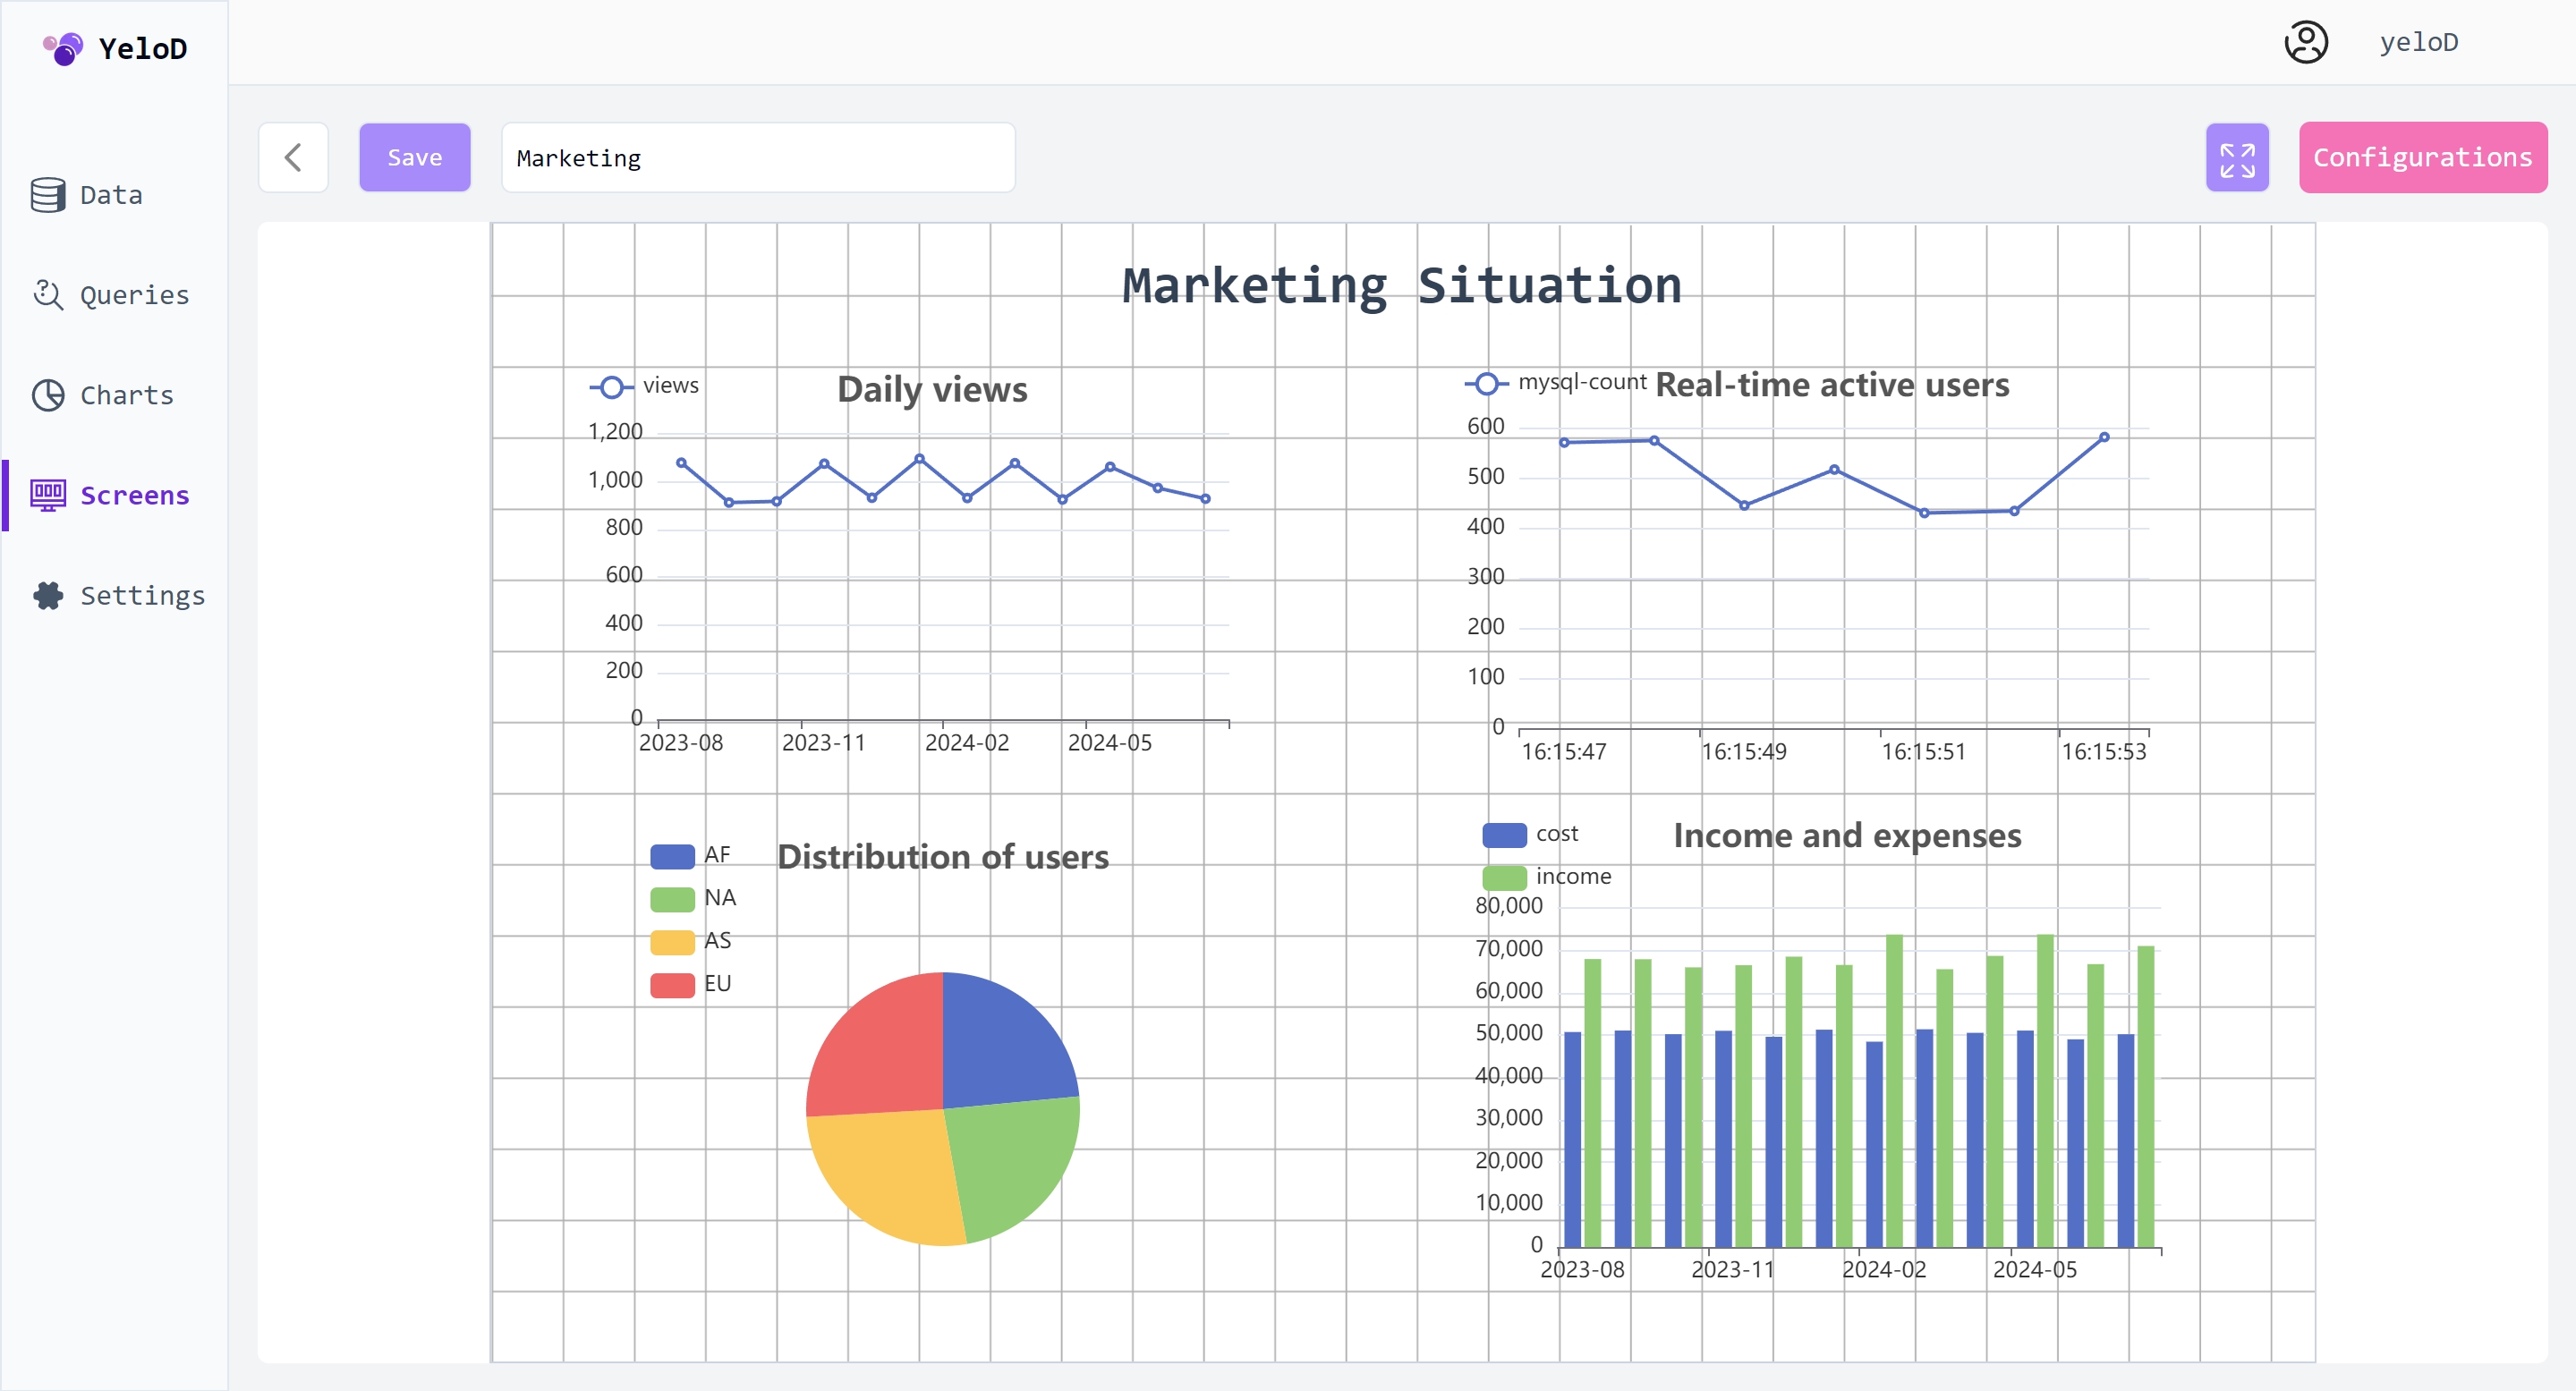 YeloD
yeloD
Save
Marketing
Configurations
Data
Queries
Charts
Screens
Settings
Marketing Situation
views
Daily views
1,200
1,000
800
600
400
200
0
2023-08 2023-11 2024-02 2024-05
mysql-count
Real-time active users
600
500
400
300
200
100
0
16:15:47 16:15:49 16:15:51 16:15:53
AF
NA
AS
EU
Distribution of users
cost
income
Income and expenses
80,000
70,000
60,000
50,000
40,000
30,000
20,000
10,000
0
2023-08 2023-11 2024-02 2024-05